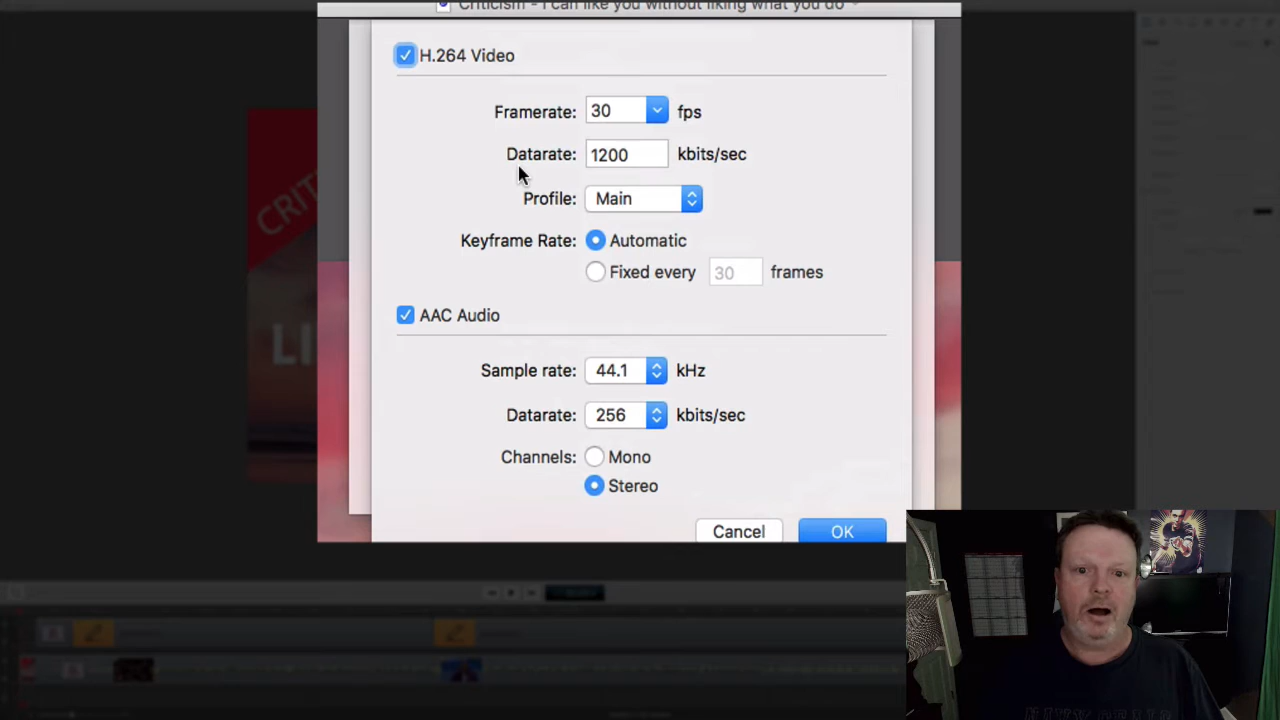 Criticism - I can like you without liking what you do
H.264 Video
Framerate: 30 fps
Datarate: 1200 kbits/sec
Profile: Main
Keyframe Rate: Automatic
Fixed every 30 frames
AAC Audio
Sample rate: 44.1 kHz
Datarate: 256 kbits/sec
Channels: Mono
Stereo
Cancel OK
CRIT
LI